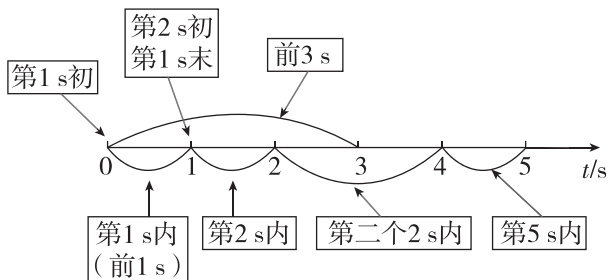 第2 s初
第1 s末
前3 s
第1 s初
0 1 2 3 4 5
t/s
第1 s内
（前1 s）
第2 s内
第二个2 s内
第5 s内